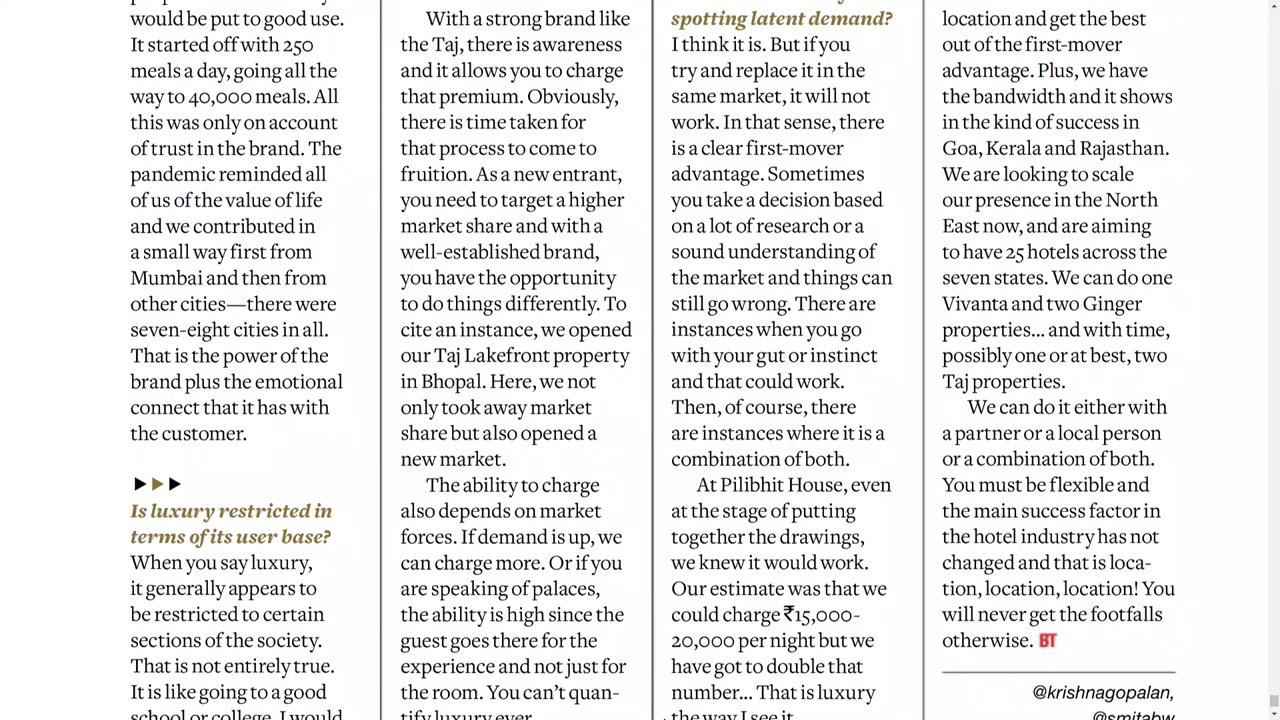 would be put to good use.
It started off with 250
meals a day, going all the
way to 40,000 meals. All
this was only on account
of trust in the brand. The
pandemic reminded all
of us of the value of life
and we contributed in
a small way first from
Mumbai and then from
other cities—there were
seven-eight cities in all.
That is the power of the
brand plus the emotional
connect that it has with
the customer.
▶▶▶
Is luxury restricted in
terms of its user base?
When you say luxury,
it generally appears to
be restricted to certain
sections of the society.
That is not entirely true.
It is like going to a good
school or college. I would
With a strong brand like
the Taj, there is awareness
and it allows you to charge
that premium. Obviously,
there is time taken for
that process to come to
fruition. As a new entrant,
you need to target a higher
market share and with a
well-established brand,
you have the opportunity
to do things differently. To
cite an instance, we opened
our Taj Lakefront property
in Bhopal. Here, we not
only took away market
share but also opened a
new market.
The ability to charge
also depends on market
forces. If demand is up, we
can charge more. Or if you
are speaking of palaces,
the ability is high since the
guest goes there for the
experience and not just for
the room. You can't quan-
tify luxury ever.
spotting latent demand?
I think it is. But if you
try and replace it in the
same market, it will not
work. In that sense, there
is a clear first-mover
advantage. Sometimes
you take a decision based
on a lot of research or a
sound understanding of
the market and things can
still go wrong. There are
instances when you go
with your gut or instinct
and that could work.
Then, of course, there
are instances where it is a
combination of both.
At Pilibhit House, even
at the stage of putting
together the drawings,
we knew it would work.
Our estimate was that we
could charge ₹15,000-
20,000 per night but we
have got to double that
number... That is luxury
the way I see it.
location and get the best
out of the first-mover
advantage. Plus, we have
the bandwidth and it shows
in the kind of success in
Goa, Kerala and Rajasthan.
We are looking to scale
our presence in the North
East now, and are aiming
to have 25 hotels across the
seven states. We can do one
Vivanta and two Ginger
properties... and with time,
possibly one or at best, two
Taj properties.
We can do it either with
a partner or a local person
or a combination of both.
You must be flexible and
the main success factor in
the hotel industry has not
changed and that is loca-
tion, location, location! You
will never get the footfalls
otherwise. BT
@krishnagopalan,
@smitabw